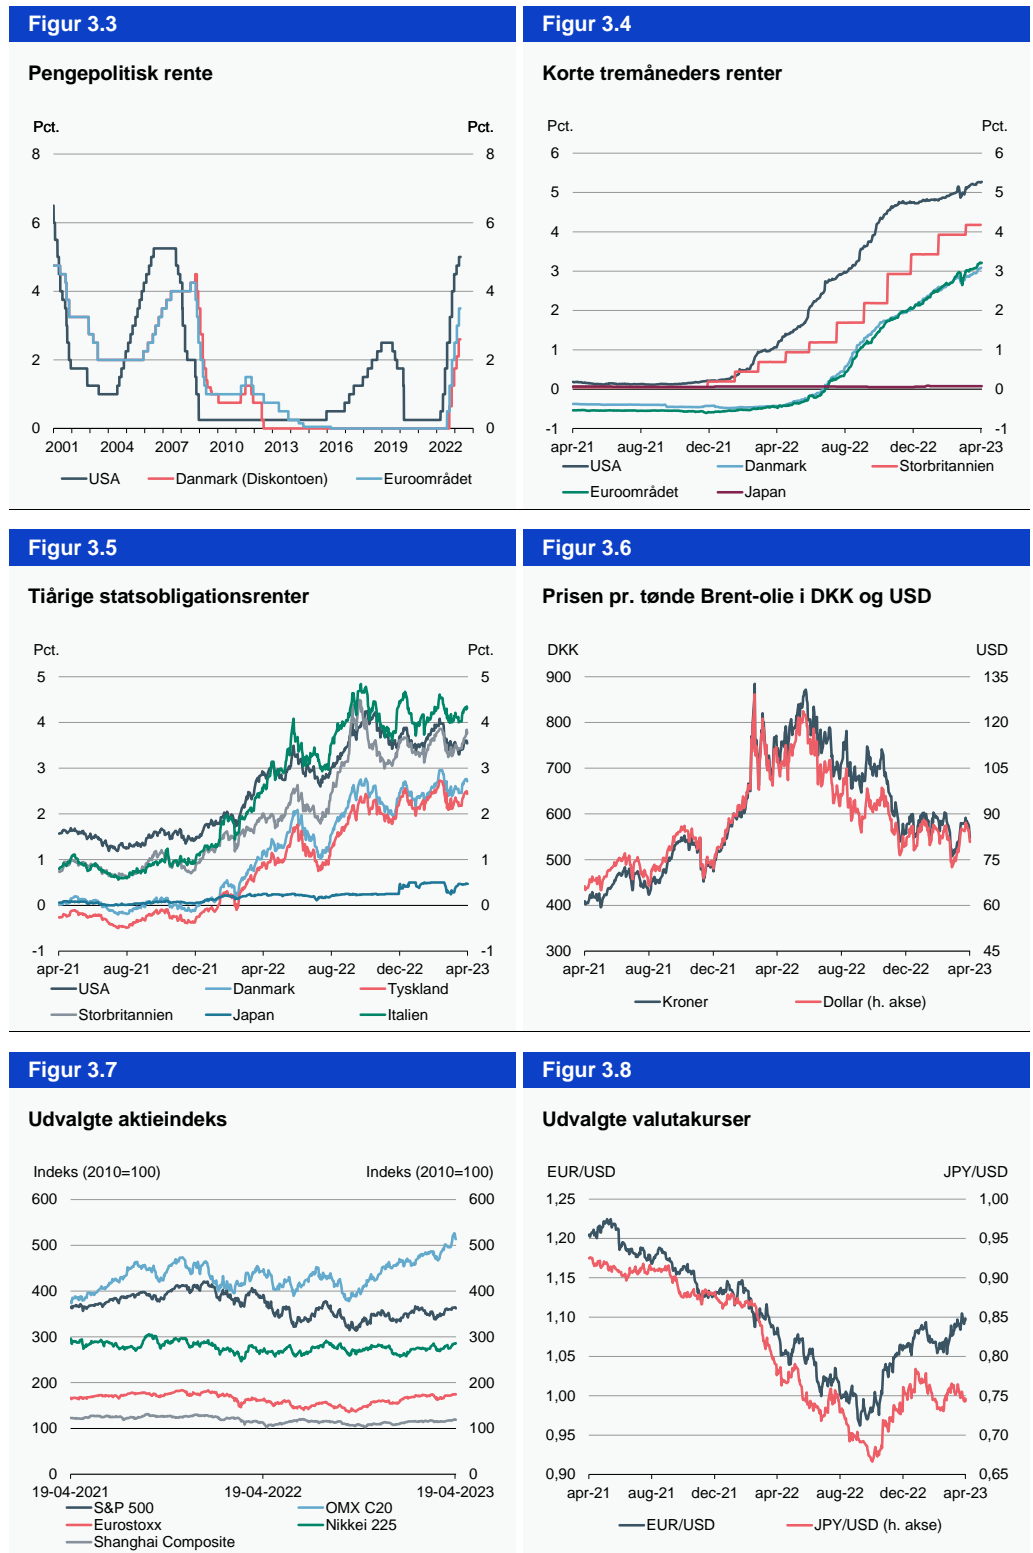 Figur 3.3
Pengepolitisk rente
Pct. Pct.
8 8
6 6
4 4
2 2
0 0
2001 2004 2007 2010 2013 2016 2019 2022
USA Danmark (Diskontoen) Euroområdet
Figur 3.4
Korte tremåneders renter
Pct. Pct.
6 6
5 5
4 4
3 3
2 2
1 1
0 0
-1 -1
apr-21 aug-21 dec-21 apr-22 aug-22 dec-22 apr-23
USA Danmark Storbritannien
Euroområdet Japan
Figur 3.5
Tiårige statsobligationsrenter
Pct. Pct.
5 5
4 4
3 3
2 2
1 1
0 0
-1 -1
apr-21 aug-21 dec-21 apr-22 aug-22 dec-22 apr-23
USA Danmark Tyskland
Storbritannien Japan Italien
Figur 3.6
Prisen pr. tønde Brent-olie i DKK og USD
DKK USD
900 135
800 120
700 105
600 90
500 75
400 60
300 45
apr-21 aug-21 dec-21 apr-22 aug-22 dec-22 apr-23
Kroner Dollar (h. akse)
Figur 3.7
Udvalgte aktieindeks
Indeks (2010=100) Indeks (2010=100)
600 600
500 500
400 400
300 300
200 200
100 100
0 0
19-04-2021 19-04-2022 19-04-2023
S&P 500 OMX C20
Eurostoxx Nikkei 225
Shanghai Composite
Figur 3.8
Udvalgte valutakurser
EUR/USD JPY/USD
1,25 1,00
1,20 0,95
1,15 0,90
1,10 0,85
1,05 0,80
1,00 0,75
0,95 0,70
0,90 0,65
apr-21 aug-21 dec-21 apr-22 aug-22 dec-22 apr-23
EUR/USD JPY/USD (h. akse)